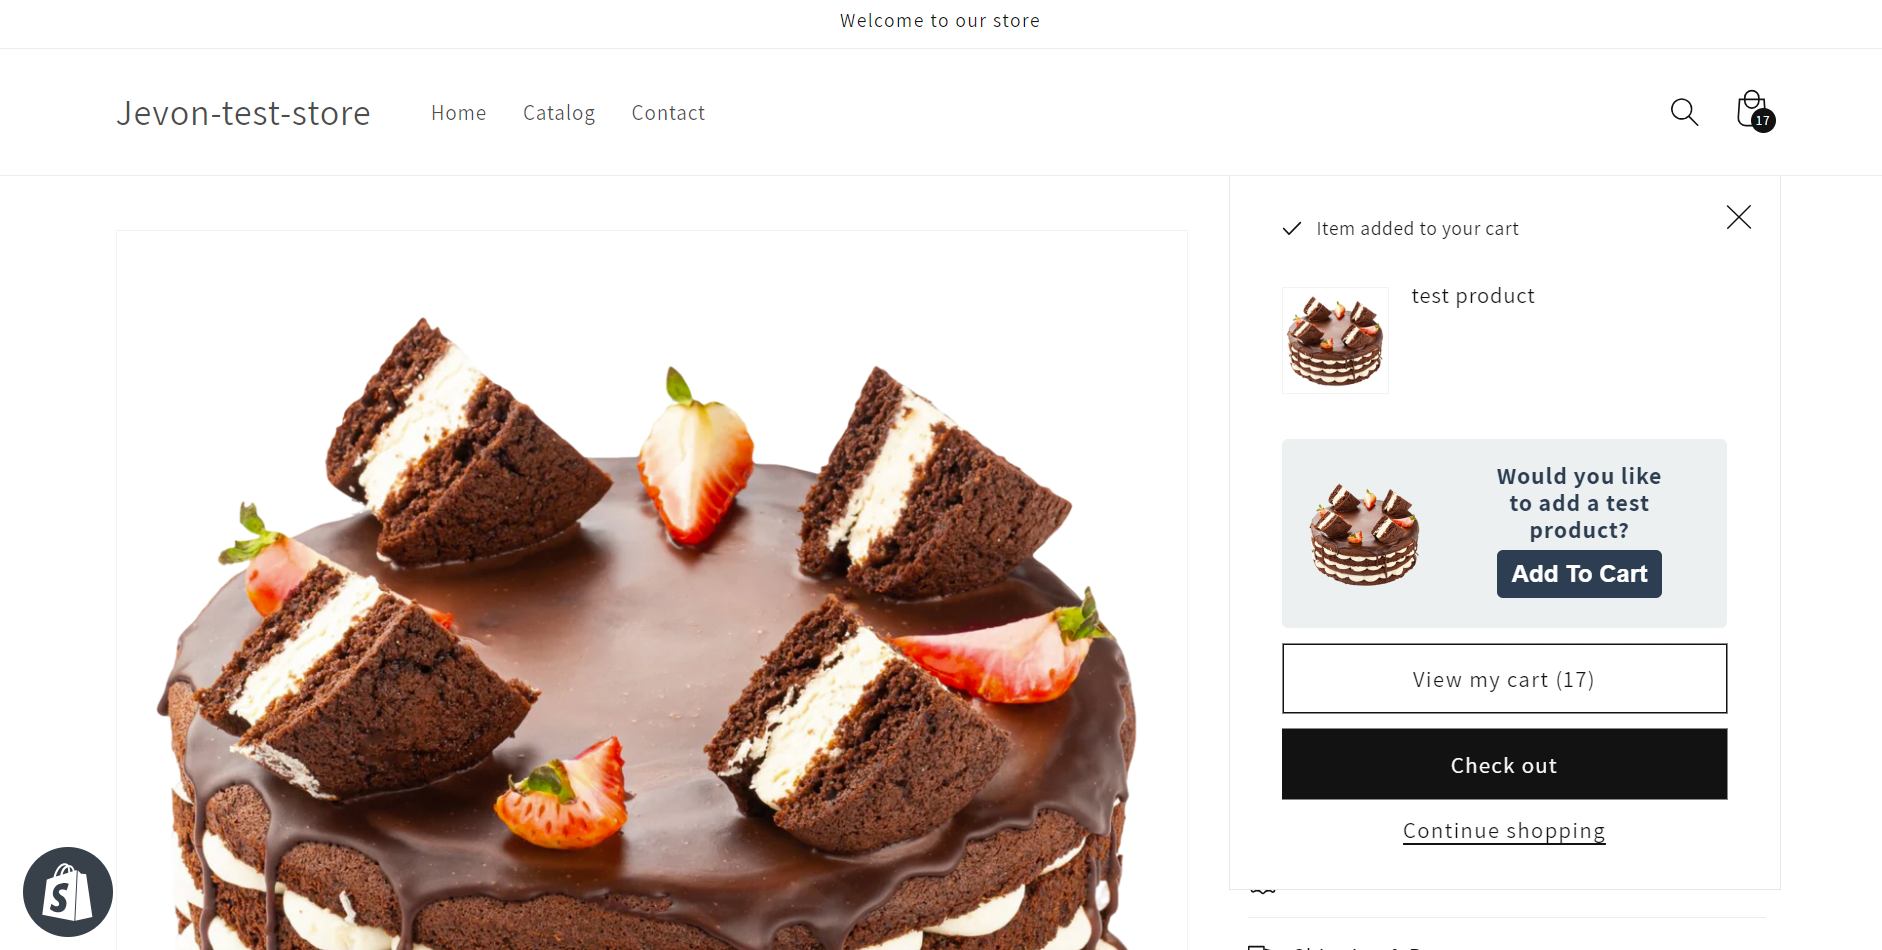 Welcome to our store
Jevon-test-store
Home
Catalog
Contact
17
Item added to your cart
test product
Would you like
to add a test
product?
Add To Cart
View my cart (17)
Check out
Continue shopping